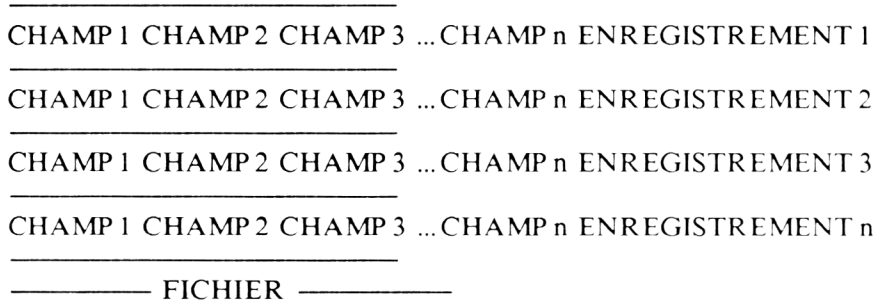 CHAMP 1 CHAMP 2 CHAMP 3 ...CHAMP n ENREGISTREMENT 1
CHAMP 1 CHAMP 2 CHAMP 3 ...CHAMP n ENREGISTREMENT 2
CHAMP 1 CHAMP 2 CHAMP 3 ...CHAMP n ENREGISTREMENT 3
CHAMP 1 CHAMP 2 CHAMP 3 ...CHAMP n ENREGISTREMENT n
FICHIER